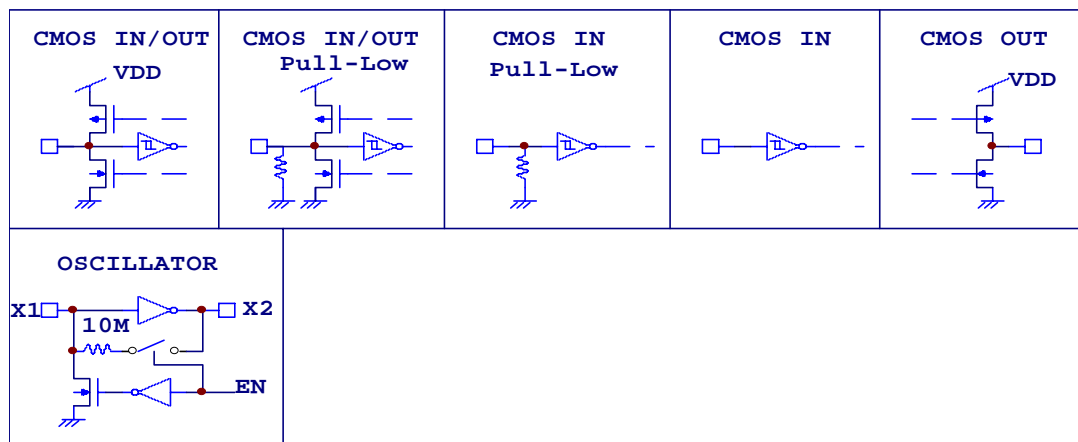 CMOS IN/OUT
VDD
CMOS IN/OUT
Pull-Low
CMOS IN
Pull-Low
CMOS IN
CMOS OUT
VDD
OSCILLATOR
X1
X2
10M
EN